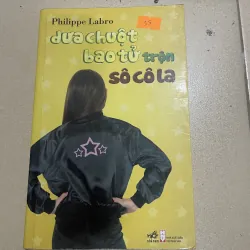 Philippe Labro
dưa chuột
bao tử trộn
sô cô la